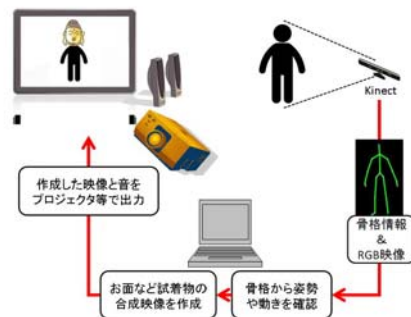 Kinect
骨格情報
&
RGB映像
作成した映像と音を
プロジェクタ等で出力
お面など試着物の
合成映像を作成
骨格から姿勢
や動きを確認